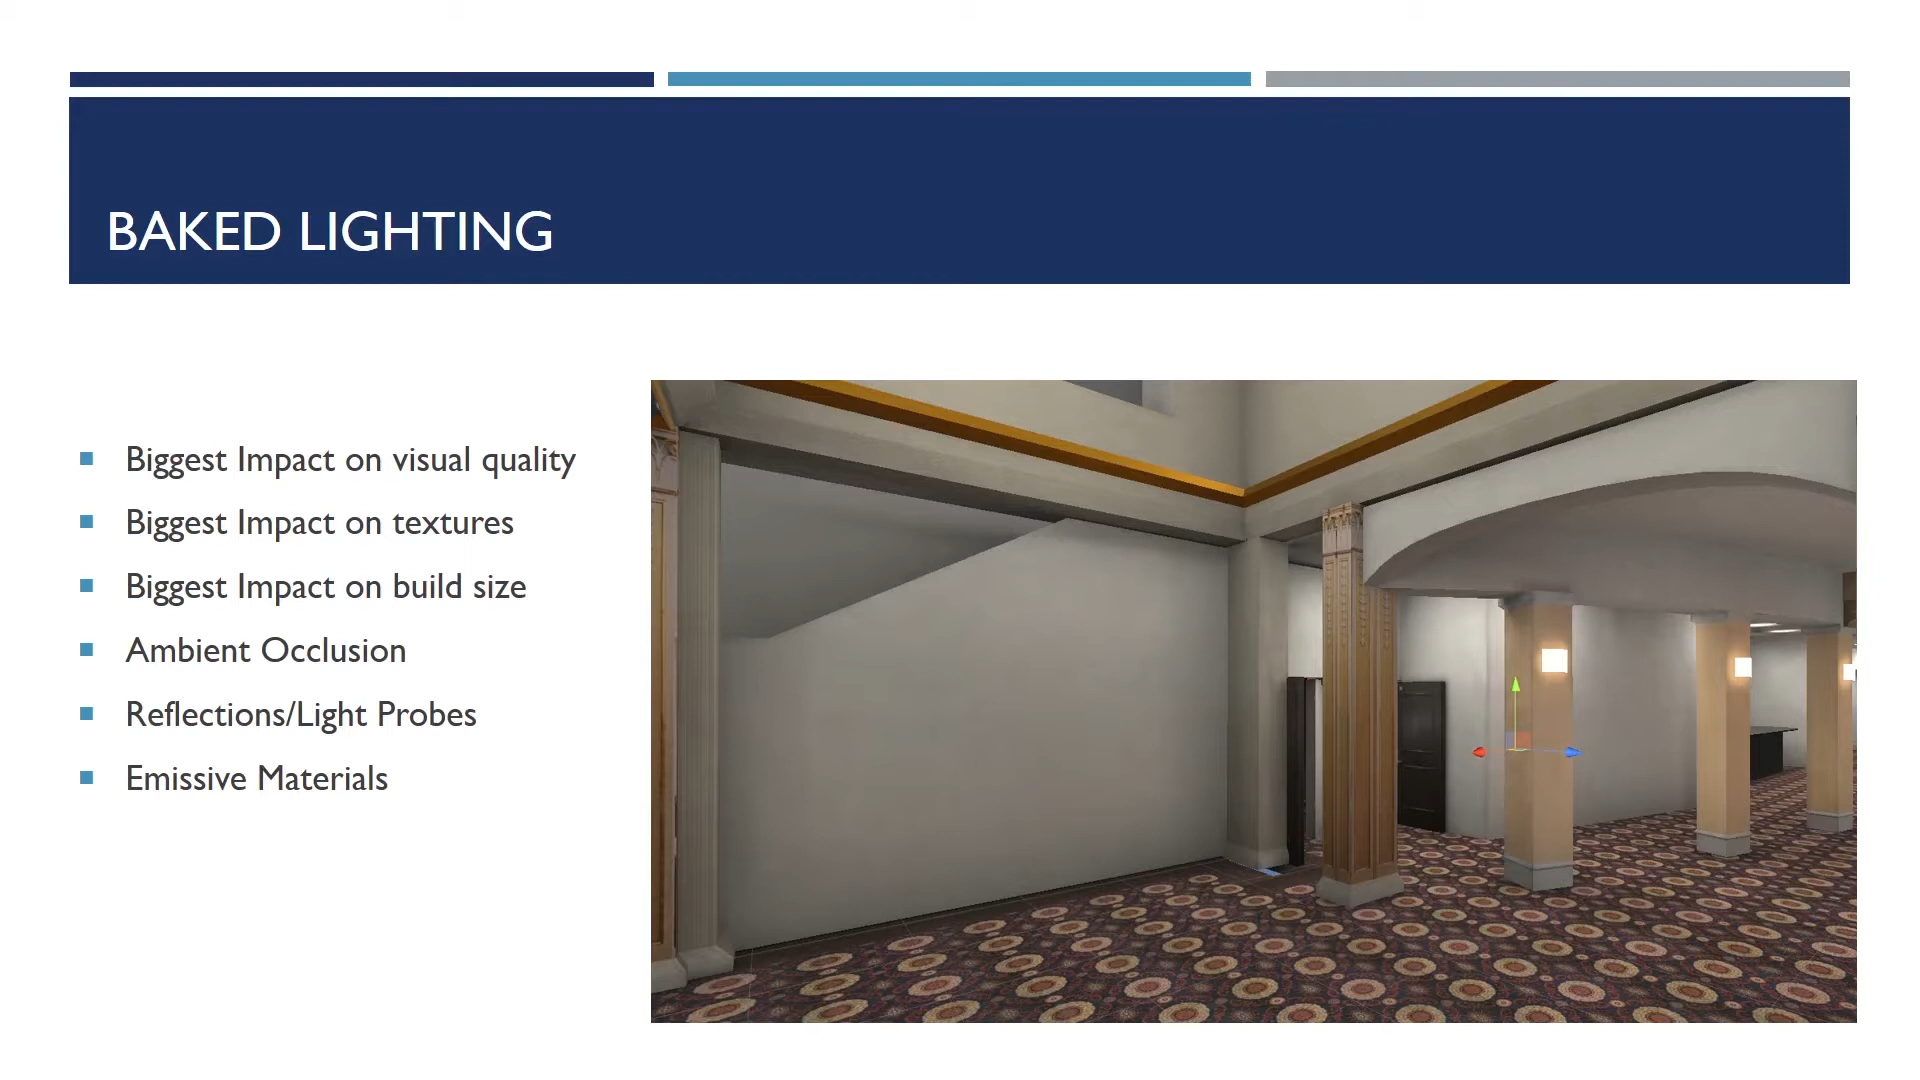 BAKED LIGHTING
Biggest Impact on visual quality
Biggest Impact on textures
Biggest Impact on build size
Ambient Occlusion
Reflections/Light Probes
Emissive Materials